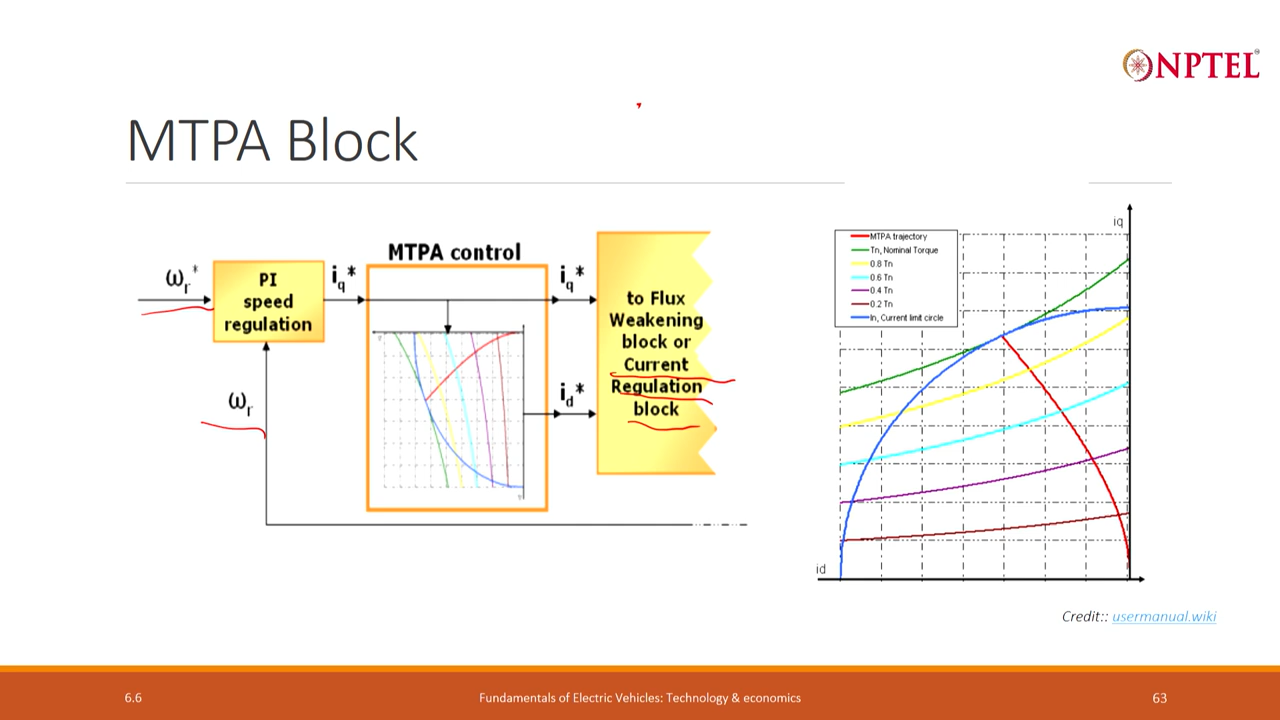 NPTEL
MTPA Block
MTPA control
ωr*
PI
speed
regulation
iq*
iq*
id*
ωr
to Flux
Weakening
block or
Current
Regulation
block
iq
MTPA trajectory
Tn, Nominal Torque
0.8 Tn
0.6 Tn
0.4 Tn
0.2 Tn
In, Current limit circle
id
Credit:: usermanual.wiki
6.6
Fundamentals of Electric Vehicles: Technology & economics
63